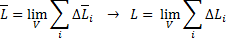 L̅ = lim_V ∑_i ΔL̅_i → L = lim_V ∑_i ΔL_i